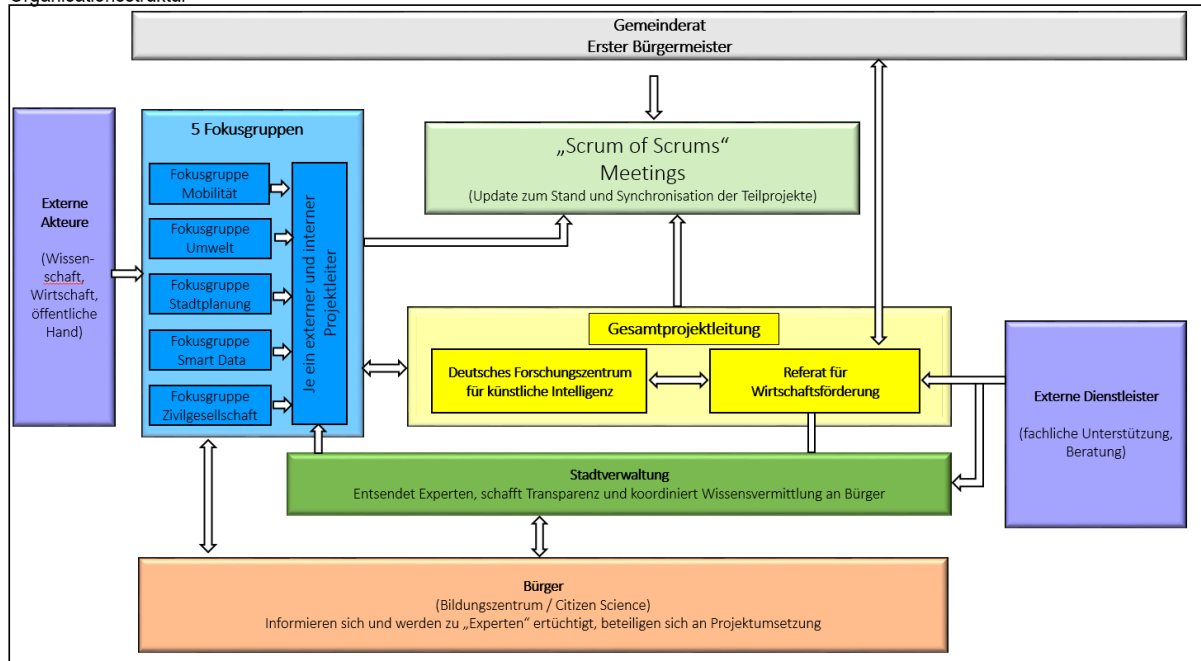 Organisationsstruktur
Gemeinderat
Erster Bürgermeister
5 Fokusgruppen
„Scrum of Scrums“
Meetings
(Update zum Stand und Synchronisation der Teilprojekte)
Externe
Akteure
(Wissen-
schaft,
Wirtschaft,
öffentliche
Hand)
Fokusgruppe
Mobilität
Fokusgruppe
Umwelt
Fokusgruppe
Stadtplanung
Fokusgruppe
Smart Data
Fokusgruppe
Zivilgesellschaft
Je ein externer und interner
Projektleiter
Gesamtprojektleitung
Deutsches Forschungszentrum
für künstliche Intelligenz
Referat für
Wirtschaftsförderung
Externe Dienstleister
(fachliche Unterstützung,
Beratung)
Stadtverwaltung
Entsendet Experten, schafft Transparenz und koordiniert Wissensvermittlung an Bürger
Bürger
(Bildungszentrum / Citizen Science)
Informieren sich und werden zu „Experten“ ertüchtigt, beteiligen sich an Projektumsetzung